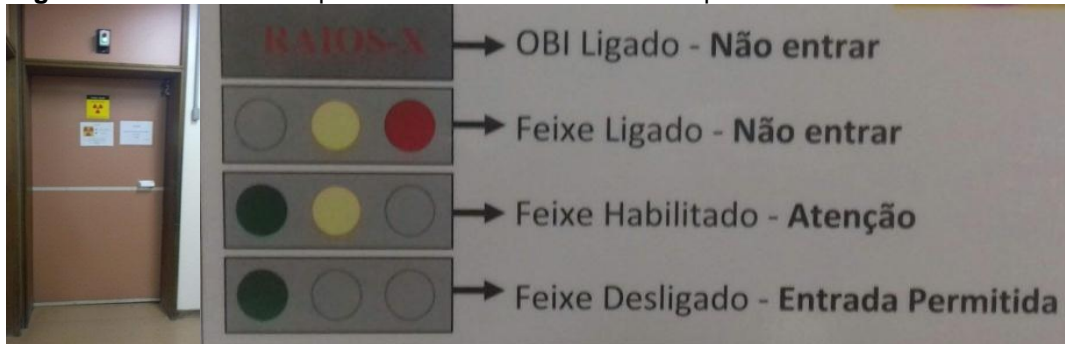 RAIOS-X
OBI Ligado - Não entrar
Feixe Ligado - Não entrar
Feixe Habilitado - Atenção
Feixe Desligado - Entrada Permitida